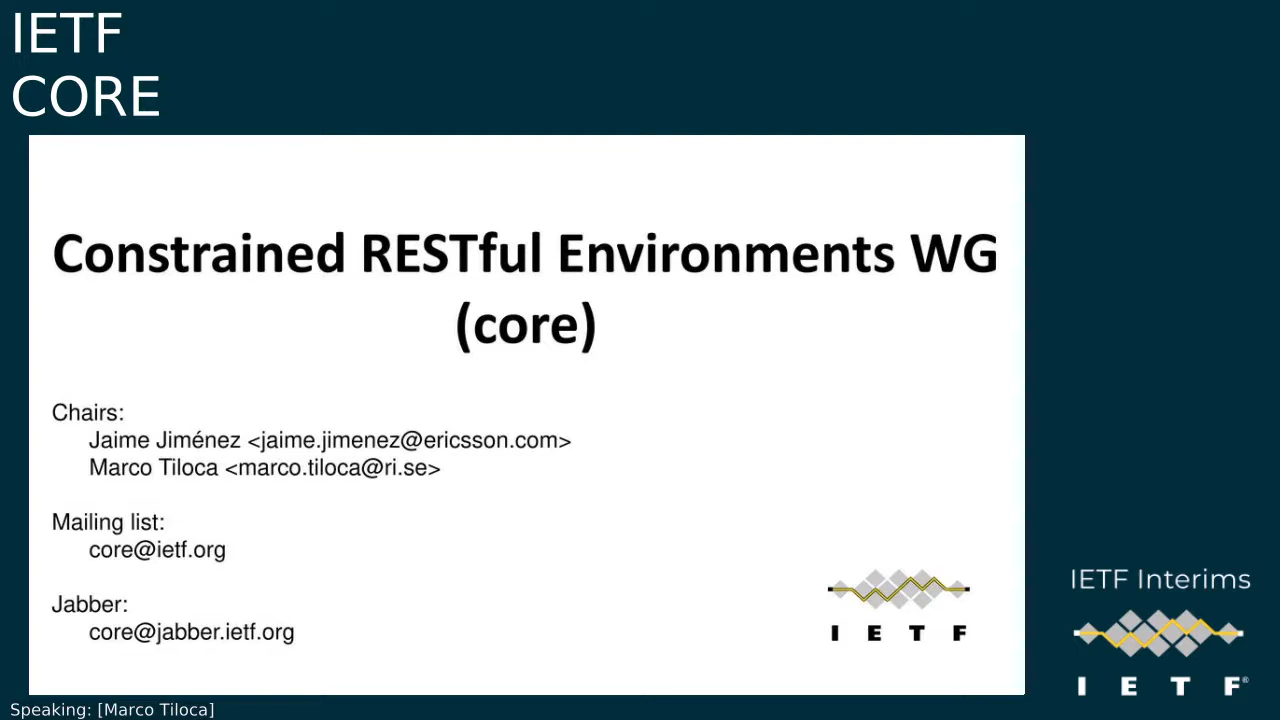 IETF
CORE
Constrained RESTful Environments WG
(core)
Chairs:
Jaime Jiménez <jaime.jimenez@ericsson.com>
Marco Tiloca <marco.tiloca@ri.se>
Mailing list:
core@ietf.org
Jabber:
core@jabber.ietf.org
I E T F
IETF Interims
I E T F®
Speaking: [Marco Tiloca]